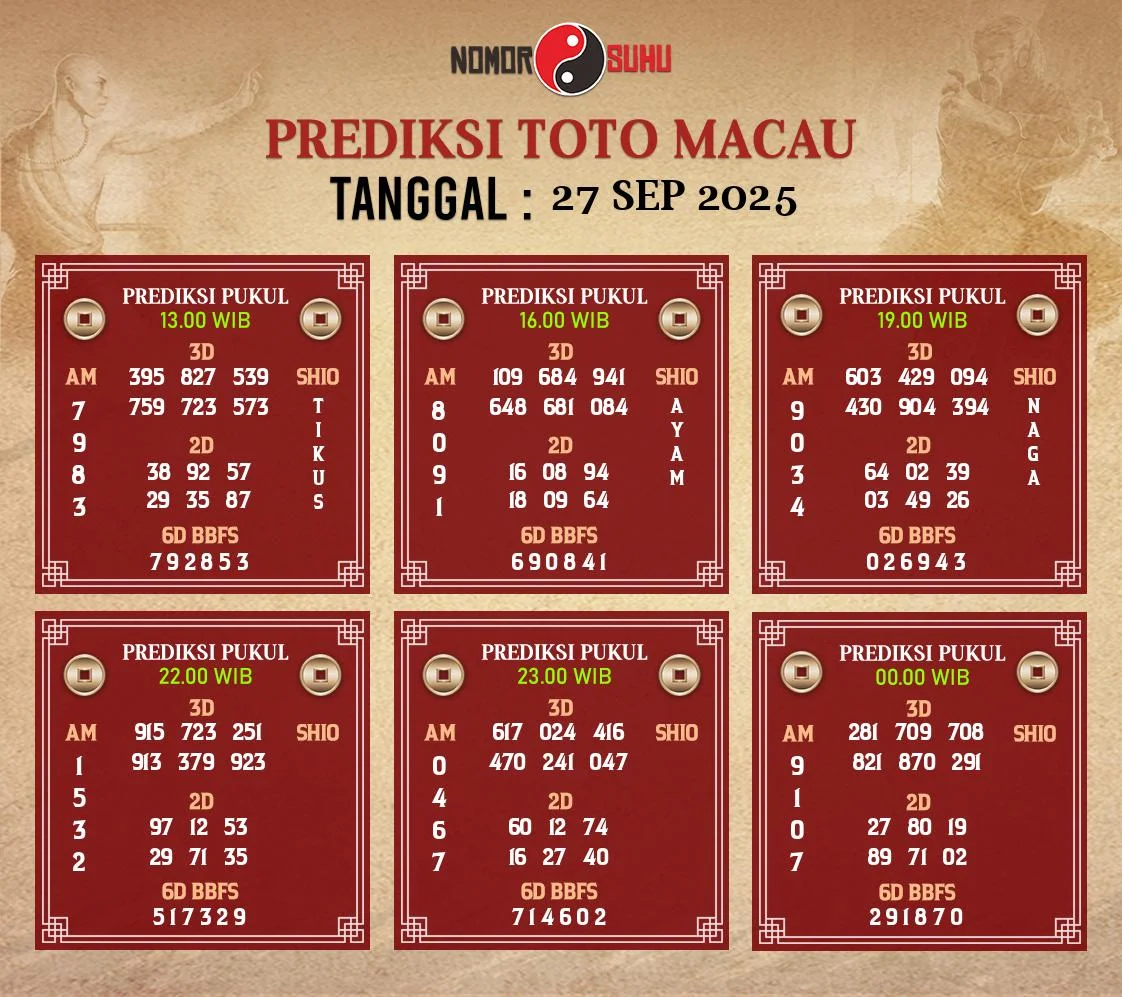 NOMOR SUHU
PREDIKSI TOTO MACAU
TANGGAL : 27 SEP 2025
PREDIKSI PUKUL
13.00 WIB
3D
AM 395 827 539 SHIO
759 723 573
7 9 8 3
TIKUS
2D
38 92 57
29 35 87
6D BBFS
792853
PREDIKSI PUKUL
16.00 WIB
3D
AM 109 684 941 SHIO
648 681 084
8 0 9 1
AYAM
2D
16 08 94
18 09 64
6D BBFS
690841
PREDIKSI PUKUL
19.00 WIB
3D
AM 603 429 094 SHIO
430 904 394
9 0 3 4
NAGA
2D
64 02 39
03 49 26
6D BBFS
026943
PREDIKSI PUKUL
22.00 WIB
3D
AM 915 723 251 SHIO
913 379 923
1 5 3 2
2D
97 12 53
29 71 35
6D BBFS
517329
PREDIKSI PUKUL
23.00 WIB
3D
AM 617 024 416 SHIO
470 241 047
0 4 6 7
2D
60 12 74
16 27 40
6D BBFS
714602
PREDIKSI PUKUL
00.00 WIB
3D
AM 281 709 708 SHIO
821 870 291
9 1 0 7
2D
27 80 19
89 71 02
6D BBFS
291870